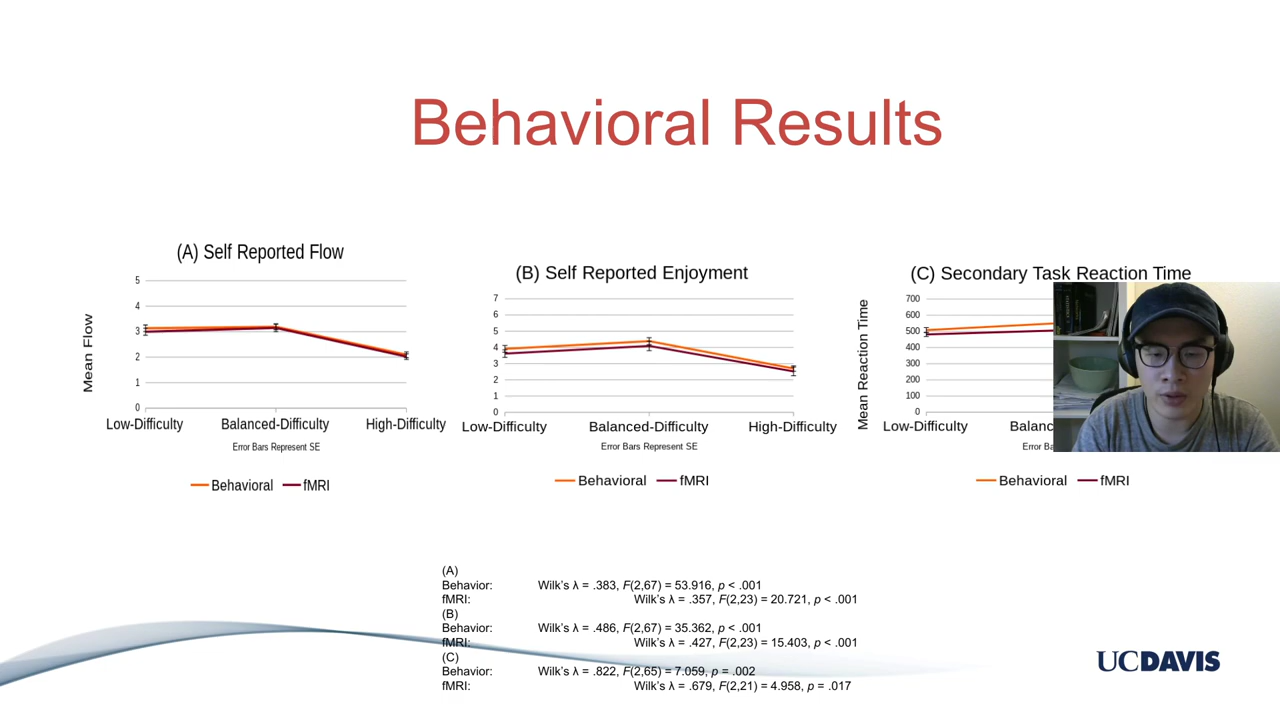 Behavioral Results
(A) Self Reported Flow
5
4
3
2
1
0
Mean Flow
Low-Difficulty Balanced-Difficulty High-Difficulty
Error Bars Represent SE
Behavioral fMRI
(B) Self Reported Enjoyment
7
6
5
4
3
2
1
0
Low-Difficulty Balanced-Difficulty High-Difficulty
Error Bars Represent SE
Behavioral fMRI
(C) Secondary Task Reaction Time
700
600
500
400
300
200
100
0
Mean Reaction Time
Low-Difficulty
Behavioral fMRI
(A)
Behavior: Wilk's λ = .383, F(2,67) = 53.916, p < .001
fMRI: Wilk's λ = .357, F(2,23) = 20.721, p < .001
(B)
Behavior: Wilk's λ = .486, F(2,67) = 35.362, p < .001
fMRI: Wilk's λ = .427, F(2,23) = 15.403, p < .001
(C)
Behavior: Wilk's λ = .822, F(2,65) = 7.059, p = .002
fMRI: Wilk's λ = .679, F(2,21) = 4.958, p = .017
UCDAVIS